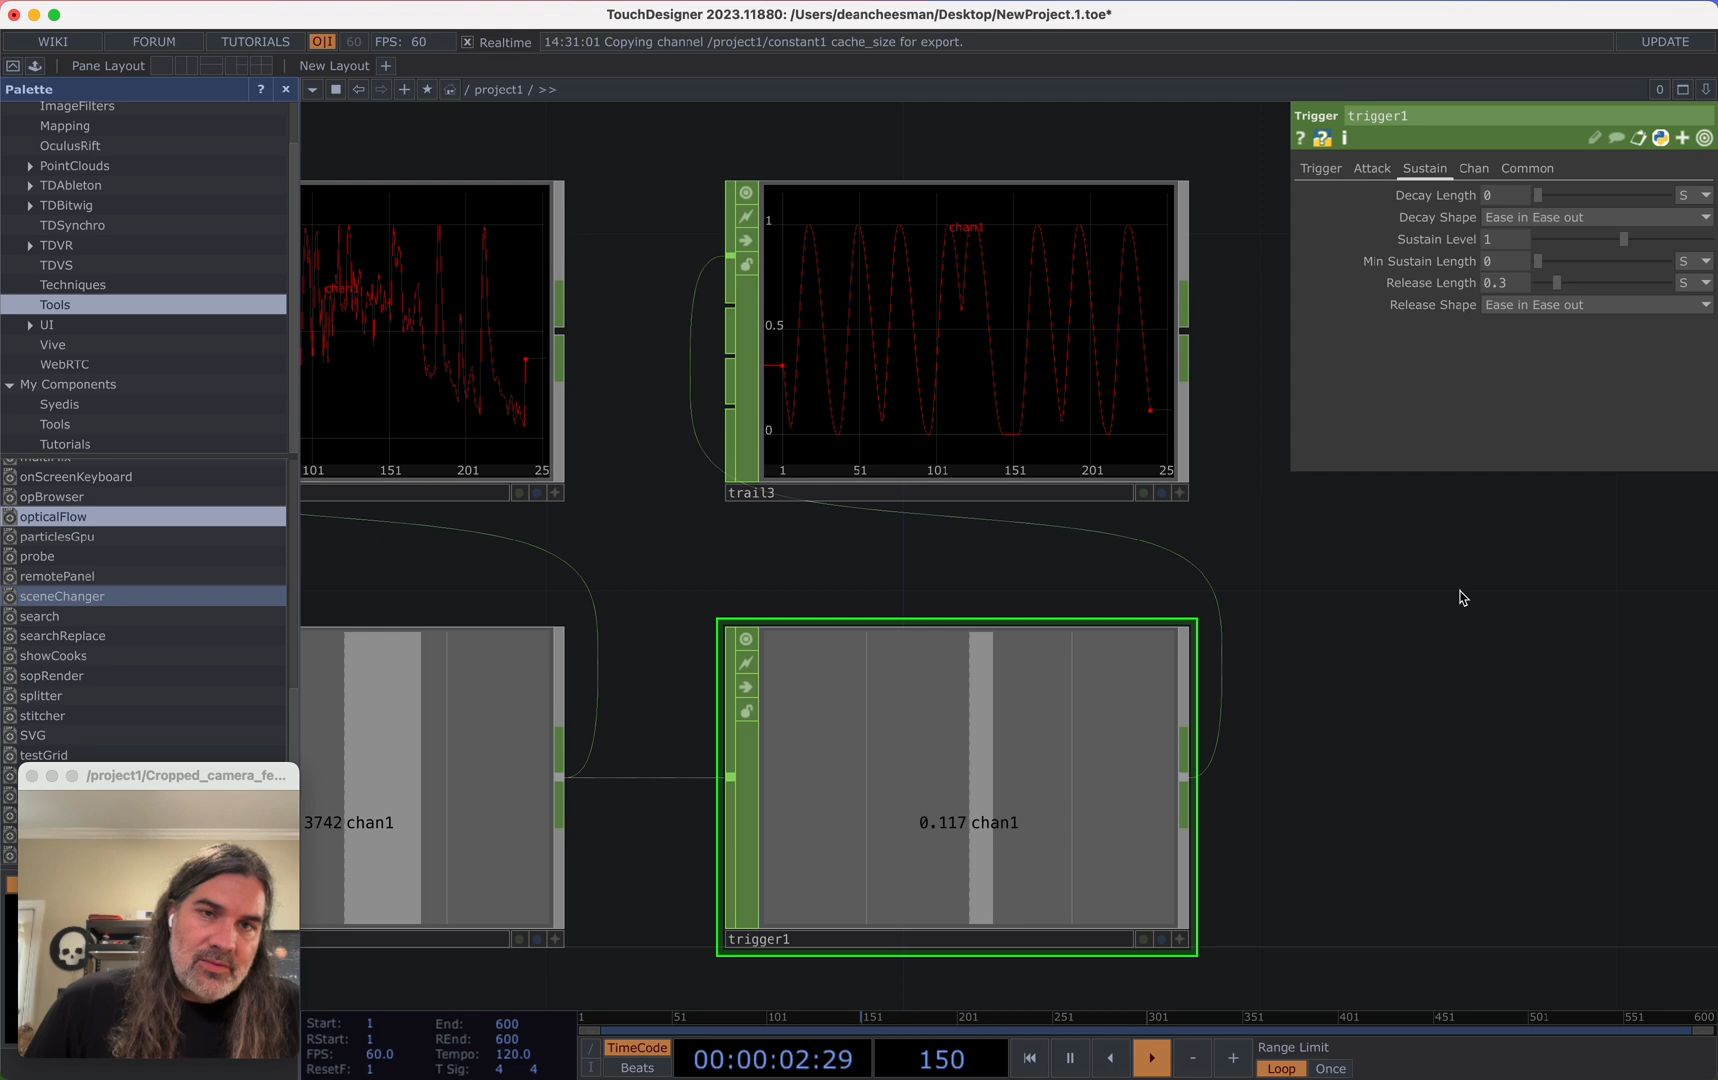 TouchDesigner 2023.11880: /Users/deancheesman/Desktop/NewProject.1.toe*
WIKI FORUM TUTORIALS O|I 60 FPS: 60 Realtime 14:31:01 Copying channel /project1/constant1 cache_size for export. UPDATE
Pane Layout New Layout +
Palette ? × / project1 / >> 0
ImageFilters
Mapping
OculusRift
PointClouds
TDAbleton
TDBitwig
TDSynchro
TDVR
TDVS
Techniques
Tools
UI
Vive
WebRTC
My Components
Syedis
Tools
Tutorials
onScreenKeyboard
opBrowser
opticalFlow
particlesGpu
probe
remotePanel
sceneChanger
search
searchReplace
showCooks
sopRender
splitter
stitcher
SVG
testGrid
/project1/Cropped_camera_fe...
101 151 201 25
1
chan1
0.5
0
1 51 101 151 201 25
trail3
3742 chan1
0.117 chan1
trigger1
Trigger trigger1
? ? i
Trigger Attack Sustain Chan Common
Decay Length 0 S
Decay Shape Ease in Ease out
Sustain Level 1
Min Sustain Length 0 S
Release Length 0.3 S
Release Shape Ease in Ease out
Start: 1 End: 600
RStart: 1 REnd: 600
FPS: 60.0 Tempo: 120.0
ResetF: 1 T Sig: 4 4
1 51 101 151 201 251 301 351 401 451 501 551 600
TimeCode
Beats
00:00:02:29 150 - +
Range Limit
Loop Once